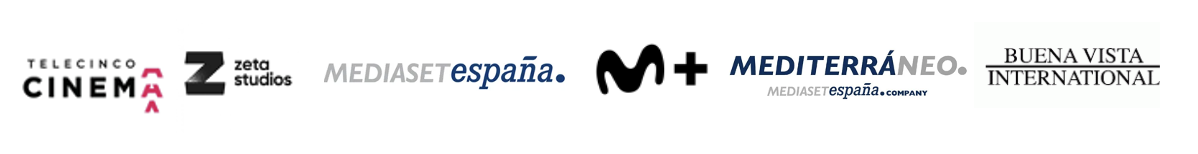 TELECINCO
CINEMA
zeta
studios
MEDIASETespaña.
M+
MEDITERRÁNEO.
MEDIASETespaña.COMPANY
BUENA VISTA
INTERNATIONAL